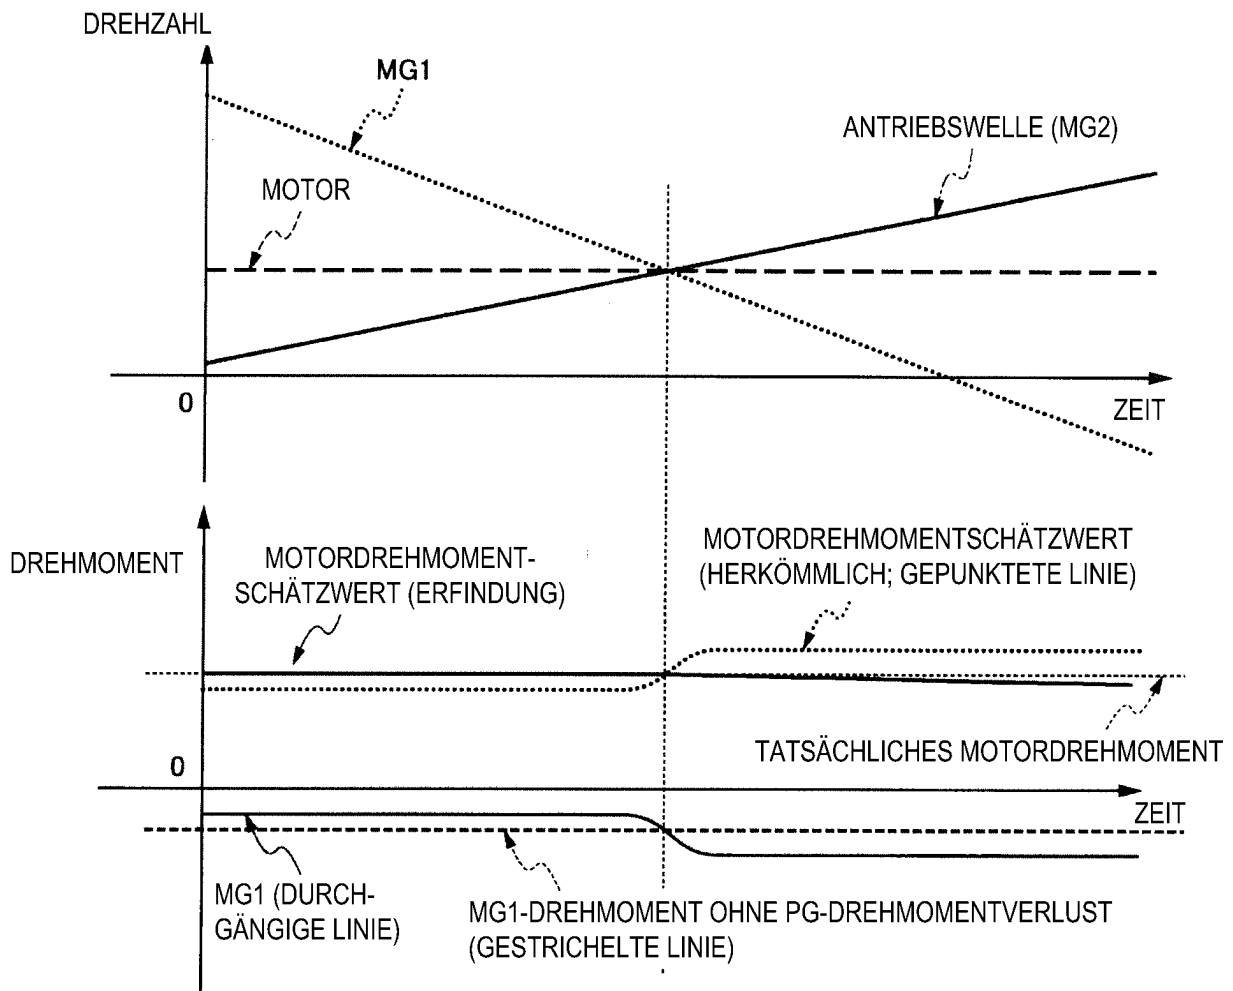 DREHZAHL
MG1
ANTRIEBSWELLE (MG2)
MOTOR
0
ZEIT
DREHMOMENT
MOTORDREHMOMENT-
SCHÄTZWERT (ERFINDUNG)
MOTORDREHMOMENTSCHÄTZWERT
(HERKÖMMLICH; GEPUNKTETE LINIE)
TATSÄCHLICHES MOTORDREHMOMENT
0
ZEIT
MG1 (DURCH-
GÄNGIGE LINIE)
MG1-DREHMOMENT OHNE PG-DREHMOMENTVERLUST
(GESTRICHELTE LINIE)